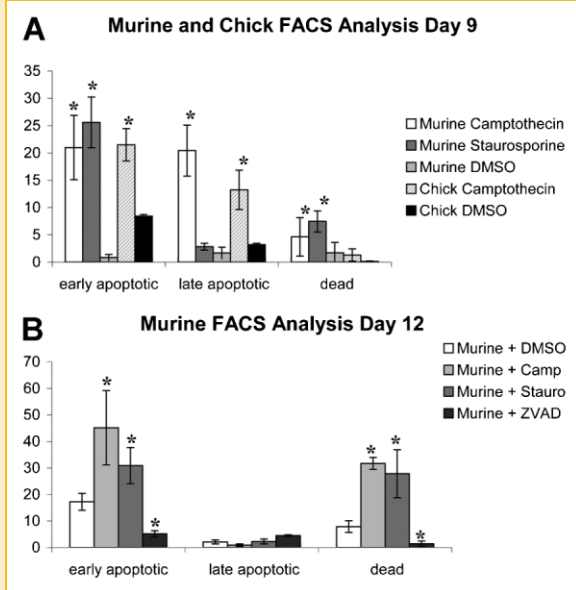 A
Murine and Chick FACS Analysis Day 9
35
30
25
20
15
10
5
0
* * * * * * *
early apoptotic late apoptotic dead
Murine Camptothecin
Murine Staurosporine
Murine DMSO
Chick Camptothecin
Chick DMSO
B
Murine FACS Analysis Day 12
70
60
50
40
30
20
10
0
* * * * * *
early apoptotic late apoptotic dead
Murine + DMSO
Murine + Camp
Murine + Stauro
Murine + ZVAD